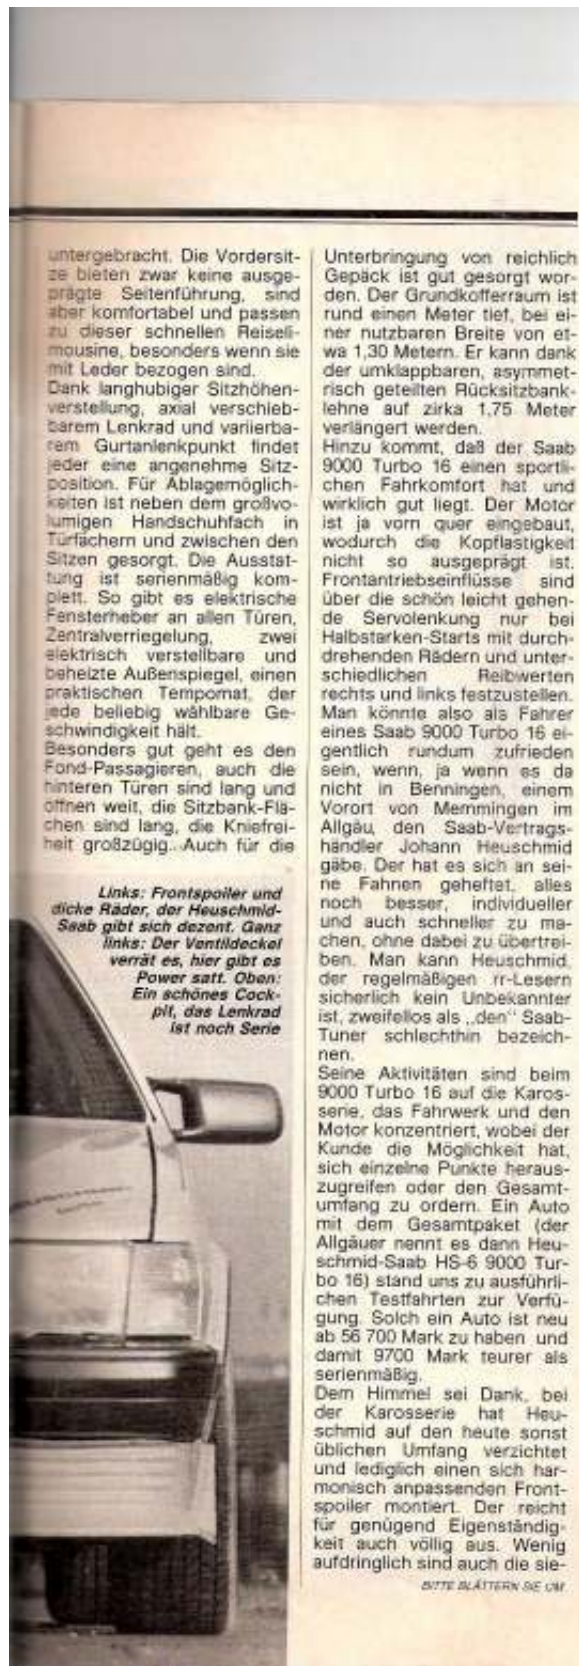 untergebracht. Die Vordersit-
ze bieten zwar keine ausge-
prägte Seitenführung, sind
aber komfortabel und passen
zu dieser schnellen Reiseli-
mousine, besonders wenn sie
mit Leder bezogen sind.
Dank langhubiger Sitzhöhen-
verstellung, axial verschieb-
barem Lenkrad und variierba-
rem Gurtanlenkpunkt findet
jeder eine angenehme Sitz-
position. Für Ablagemöglich-
keiten ist neben dem großvo-
lumigen Handschuhfach in
Türfächern und zwischen den
Sitzen gesorgt. Die Ausstat-
tung ist serienmäßig kom-
plett. So gibt es elektrische
Fensterheber an allen Türen,
Zentralverriegelung, zwei
elektrisch verstellbare und
beheizte Außenspiegel, einen
praktischen Tempomat, der
jede beliebig wählbare Ge-
schwindigkeit hält.
Besonders gut geht es den
Fond-Passagieren, auch die
hinteren Türen sind lang und
öffnen weit, die Sitzbank-Flä-
chen sind lang, die Kniefrei-
heit großzügig. Auch für die
Links: Frontspoiler und
dicke Räder, der Heuschmid-
Saab gibt sich dezent. Ganz
links: Der Ventildeckel
verrät es, hier gibt es
Power satt. Oben:
Ein schönes Cock-
pit, das Lenkrad
ist noch Serie
Unterbringung von reichlich
Gepäck ist gut gesorgt wor-
den. Der Grundkofferraum ist
rund einen Meter tief, bei ei-
ner nutzbaren Breite von et-
wa 1,30 Metern. Er kann dank
der umklappbaren, asymmet-
risch geteilten Rücksitzbank-
lehne auf zirka 1,75 Meter
verlängert werden.
Hinzu kommt, daß der Saab
9000 Turbo 16 einen sportli-
chen Fahrkomfort hat und
wirklich gut liegt. Der Motor
ist ja vorn quer eingebaut,
wodurch die Kopflastigkeit
nicht so ausgeprägt ist.
Frontantriebseinflüsse sind
über die schön leicht gehen-
de Servolenkung nur bei
Halbstarken-Starts mit durch-
drehenden Rädern und unter-
schiedlichen Reibwerten
rechts und links festzustellen.
Man könnte also als Fahrer
eines Saab 9000 Turbo 16 ei-
gentlich rundum zufrieden
sein, wenn, ja wenn es da
nicht in Benningen, einem
Vorort von Memmingen im
Allgäu, den Saab-Vertrags-
händler Johann Heuschmid
gäbe. Der hat es sich an sei-
ne Fahnen geheftet, alles
noch besser, individueller
und auch schneller zu ma-
chen, ohne dabei zu übertrei-
ben. Man kann Heuschmid,
der regelmäßigen rr-Lesern
sicherlich kein Unbekannter
ist, zweifellos als „den“ Saab-
Tuner schlechthin bezeich-
nen.
Seine Aktivitäten sind beim
9000 Turbo 16 auf die Karos-
serie, das Fahrwerk und den
Motor konzentriert, wobei der
Kunde die Möglichkeit hat,
sich einzelne Punkte heraus-
zugreifen oder den Gesamt-
umfang zu ordern. Ein Auto
mit dem Gesamtpaket (der
Allgäuer nennt es dann Heu-
schmid-Saab HS-6 9000 Tur-
bo 16) stand uns zu ausführli-
chen Testfahrten zur Verfü-
gung. Solch ein Auto ist neu
ab 56 700 Mark zu haben und
damit 9700 Mark teurer als
serienmäßig.
Dem Himmel sei Dank, bei
der Karosserie hat Heu-
schmid auf den heute sonst
üblichen Umfang verzichtet
und lediglich einen sich har-
monisch anpassenden Front-
spoiler montiert. Der reicht
für genügend Eigenständig-
keit auch völlig aus. Wenig
aufdringlich sind auch die sie-
BITTE BLÄTTERN SIE UM